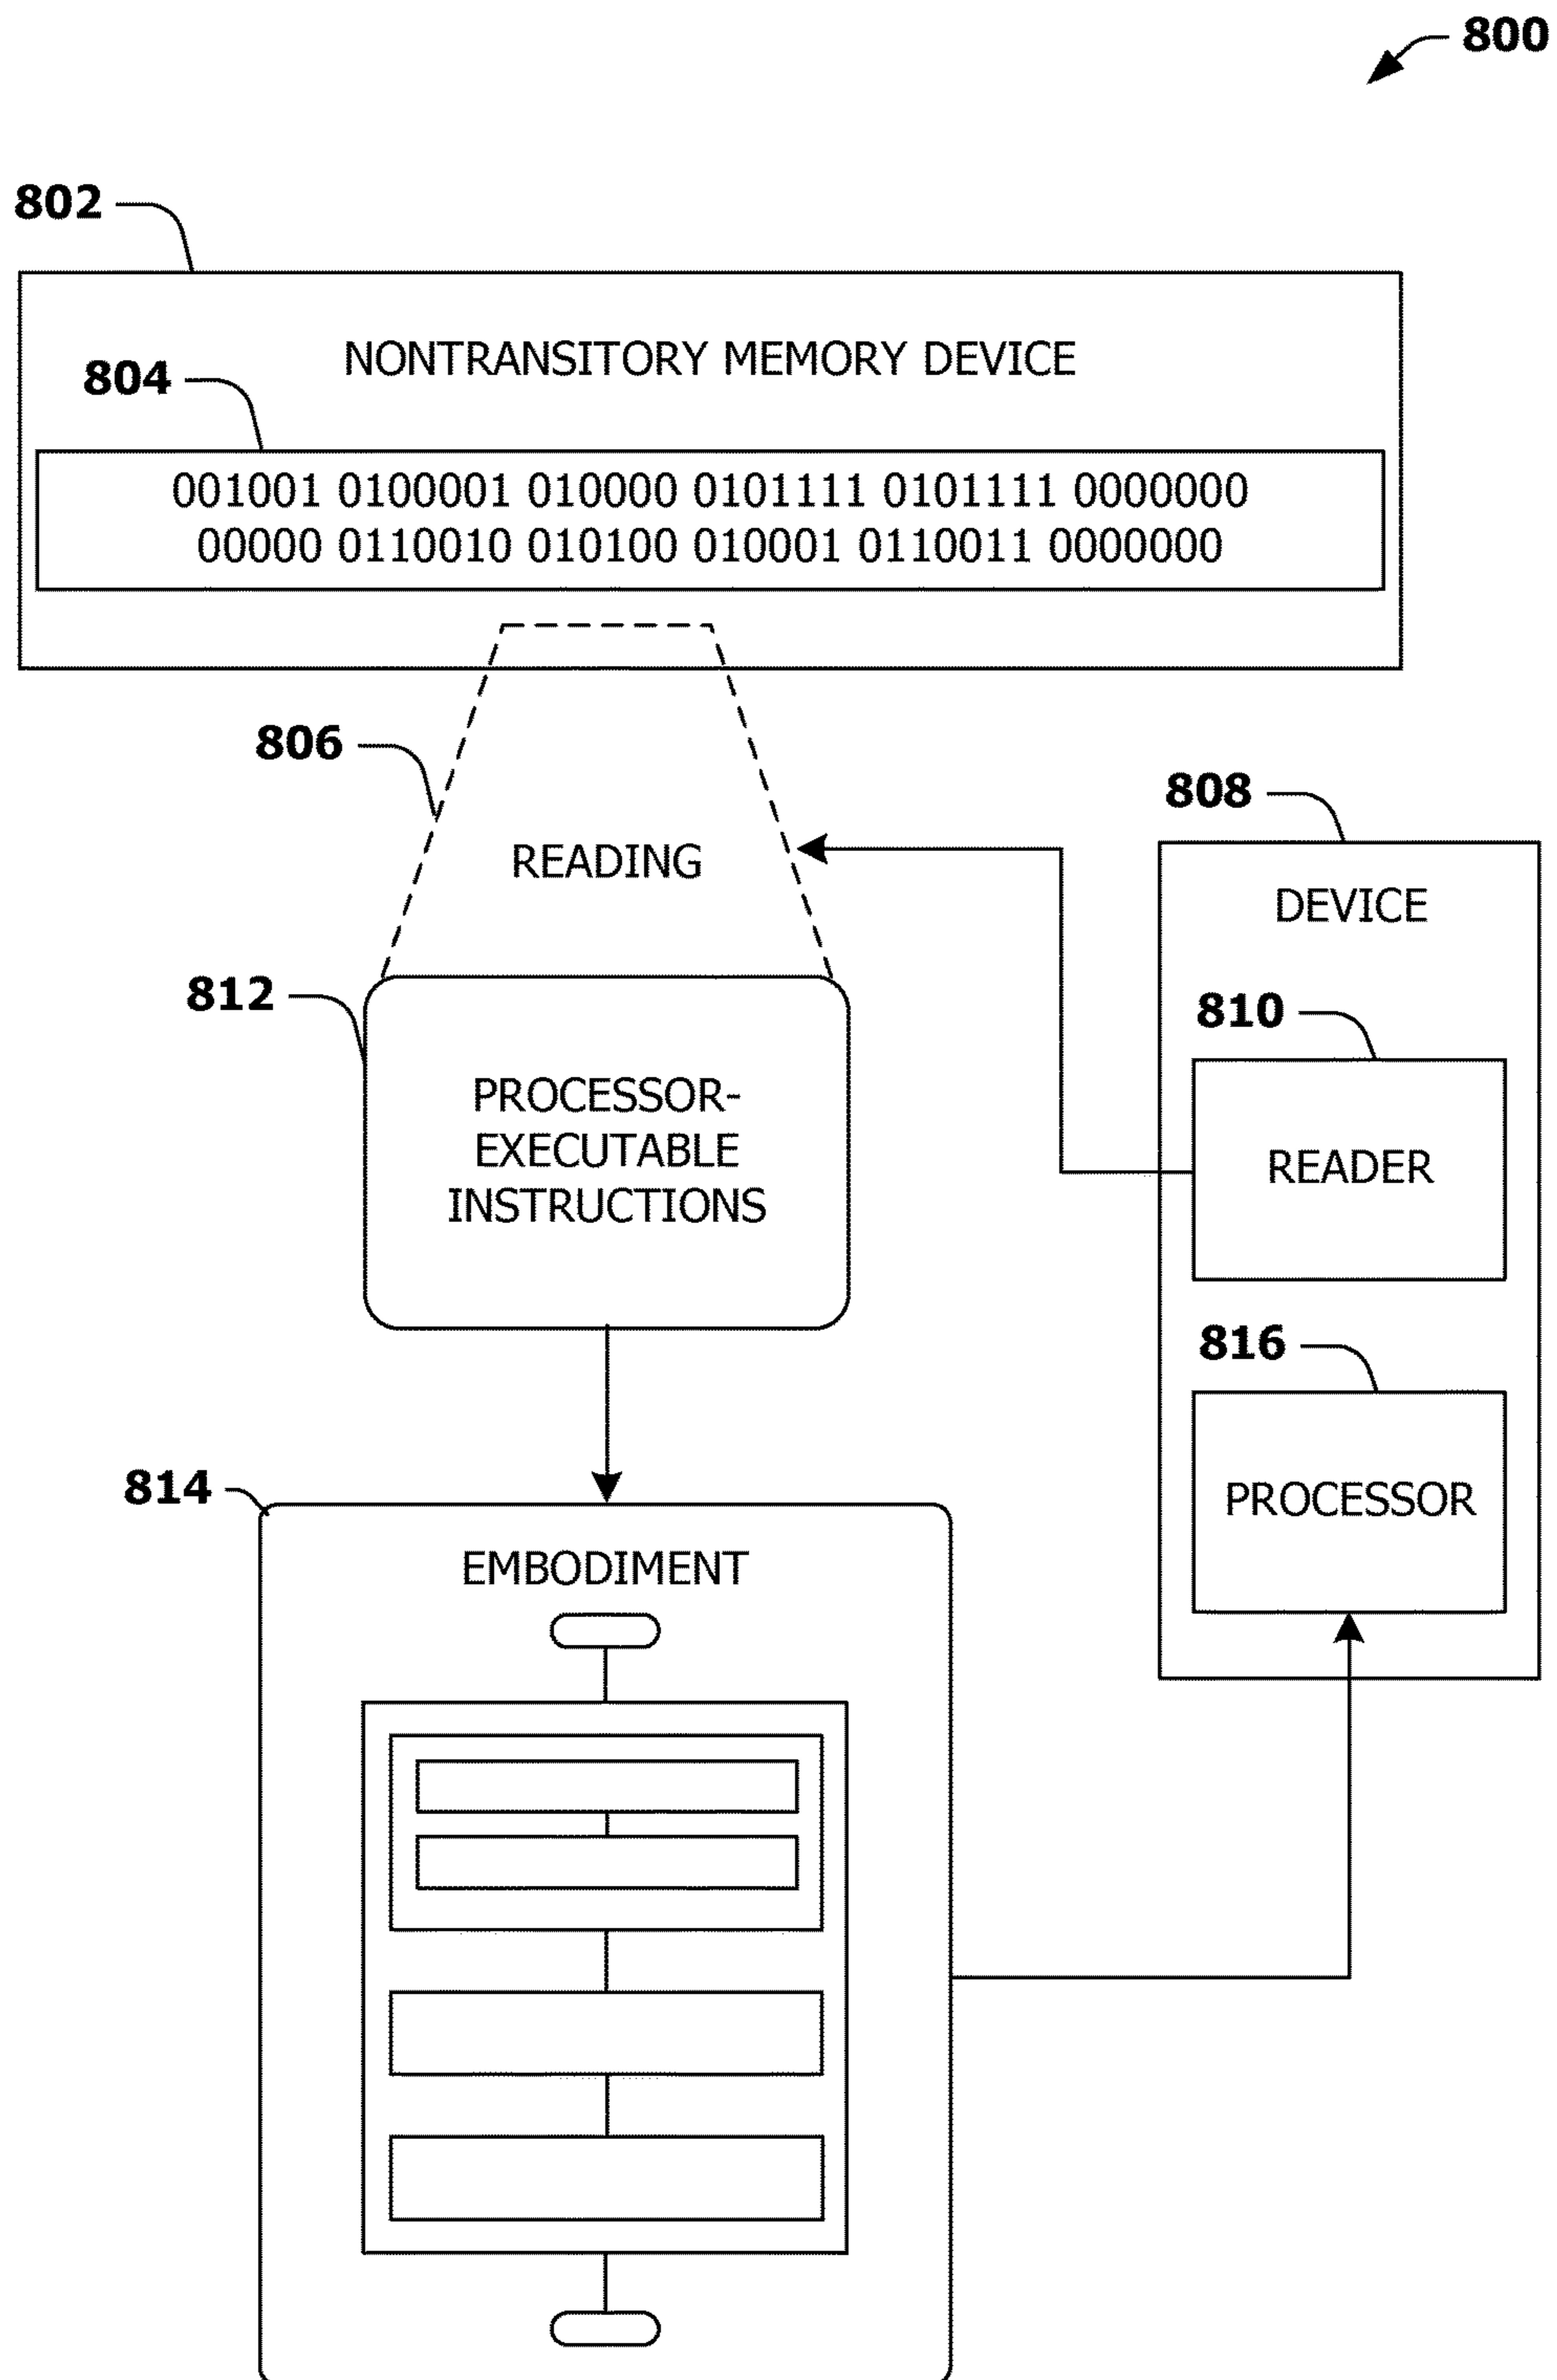 800
802
NONTRANSITORY MEMORY DEVICE
804
001001 0100001 010000 0101111 0101111 0000000
00000 0110010 010100 010001 0110011 0000000
806
READING
808
DEVICE
810
READER
812
PROCESSOR-
EXECUTABLE
INSTRUCTIONS
816
PROCESSOR
814
EMBODIMENT